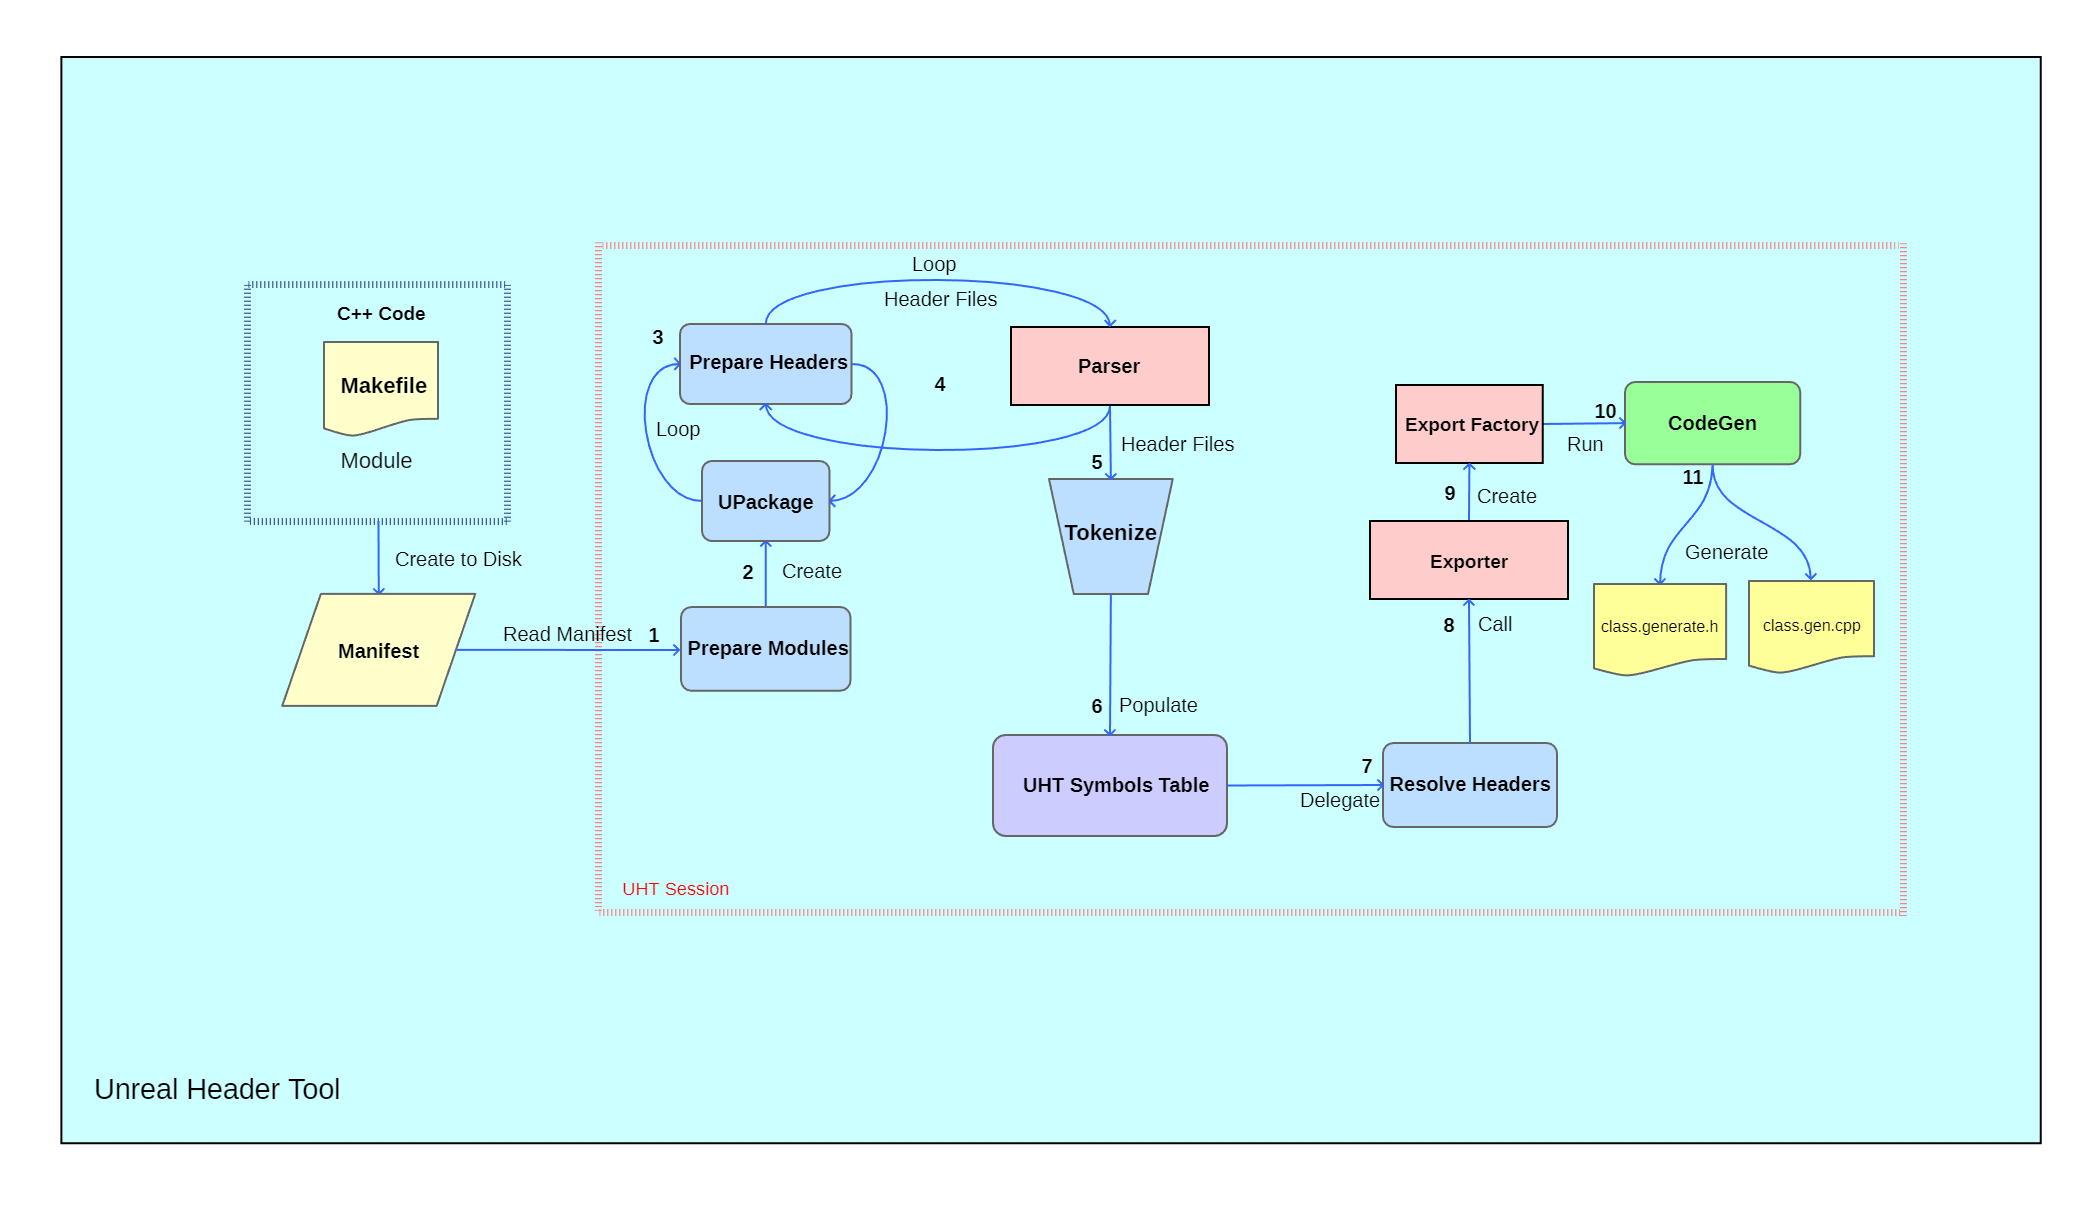 Loop
Header Files
C++ Code
Makefile
Module
3
Prepare Headers
4
Parser
Loop
Header Files
5
UPackage
Tokenize
Create to Disk
2
Create
Manifest
Read Manifest
1
Prepare Modules
6
Populate
UHT Symbols Table
7
Delegate
Resolve Headers
8
Call
Exporter
9
Create
Export Factory
10
Run
CodeGen
11
Generate
class.generate.h
class.gen.cpp
UHT Session
Unreal Header Tool